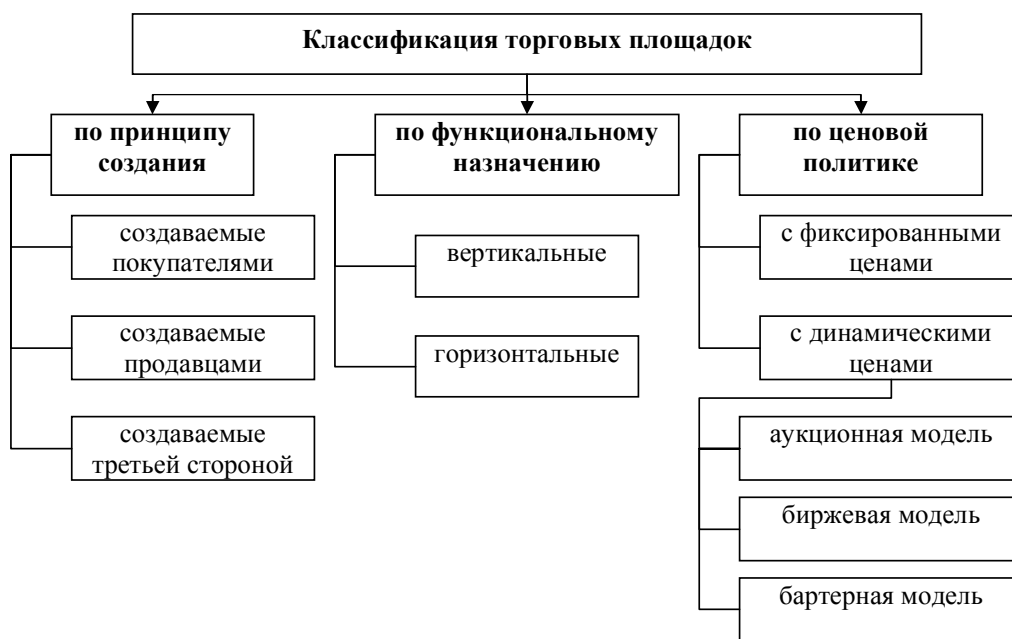 Классификация торговых площадок
по принципу
создания
создаваемые
покупателями
создаваемые
продавцами
создаваемые
третьей стороной
по функциональному
назначению
вертикальные
горизонтальные
по ценовой
политике
с фиксированными
ценами
с динамическими
ценами
аукционная модель
биржевая модель
бартерная модель